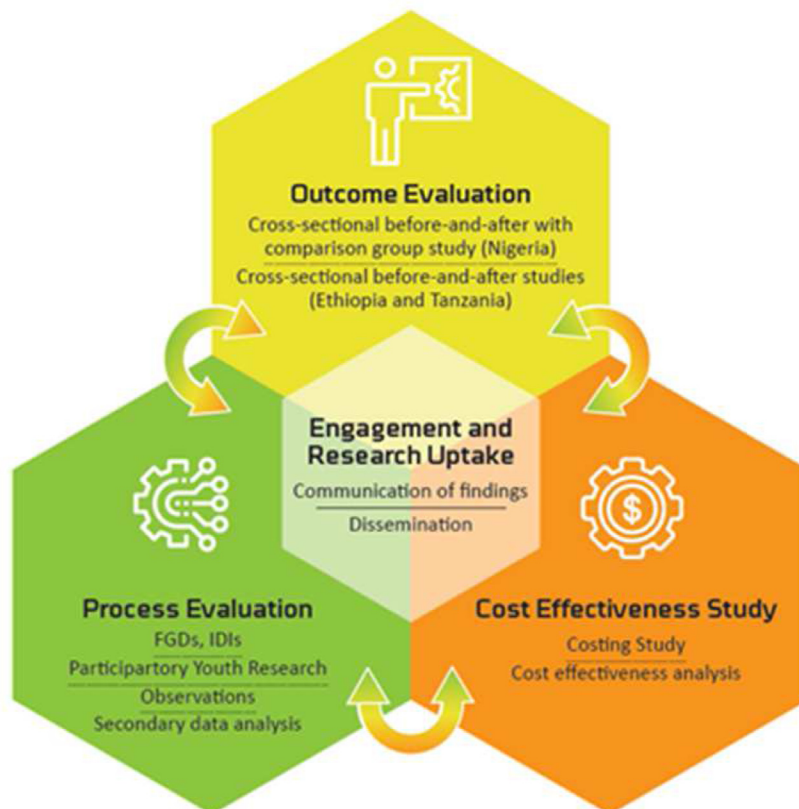 Outcome Evaluation
Cross-sectional before-and-after with
comparison group study (Nigeria)
Cross-sectional before-and-after studies
(Ethiopia and Tanzania)
Engagement and
Research Uptake
Communication of findings
Dissemination
Process Evaluation
FGDs, IDIs
Participartory Youth Research
Observations
Secondary data analysis
$
Cost Effectiveness Study
Costing Study
Cost effectiveness analysis